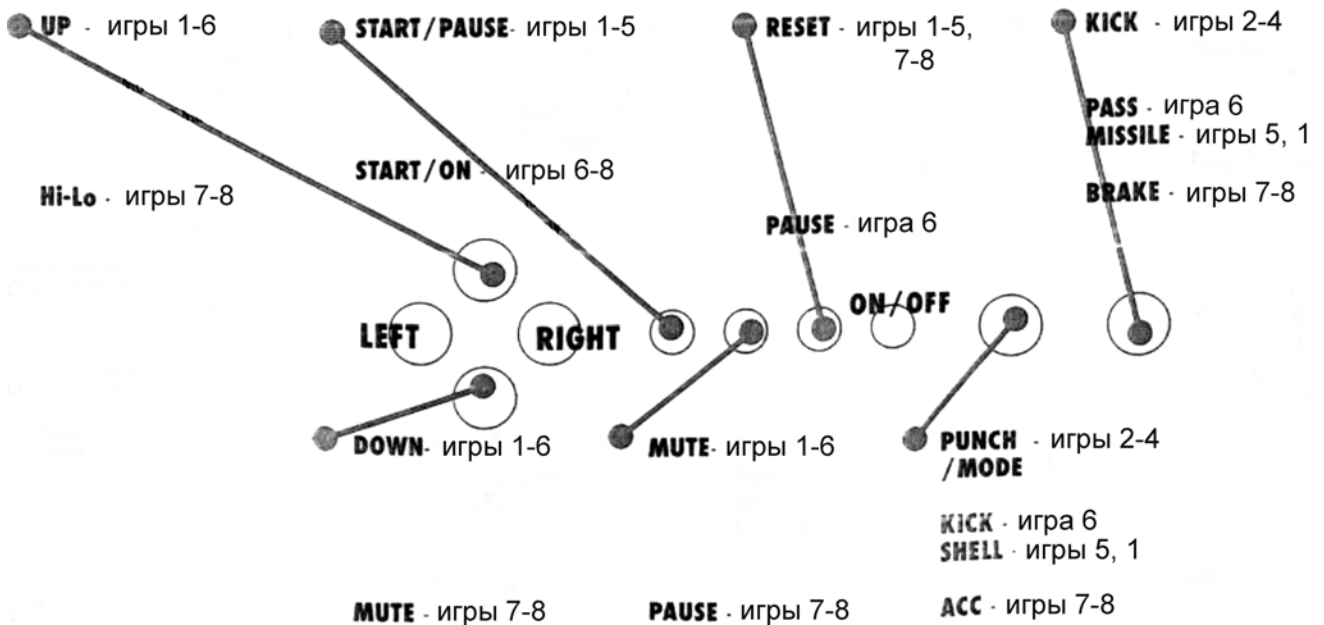 UP - игры 1-6
START/PAUSE- игры 1-5
RESET - игры 1-5,
7-8
KICK - игры 2-4
PASS - игра 6
MISSILE - игры 5, 1
START/ON - игры 6-8
Hi-Lo - игры 7-8
BRAKE - игры 7-8
PAUSE - игра 6
ON/OFF
LEFT
RIGHT
DOWN- игры 1-6
MUTE- игры 1-6
PUNCH - игры 2-4
/MODE
KICK - игра 6
SHELL - игры 5, 1
MUTE - игры 7-8
PAUSE - игры 7-8
ACC - игры 7-8